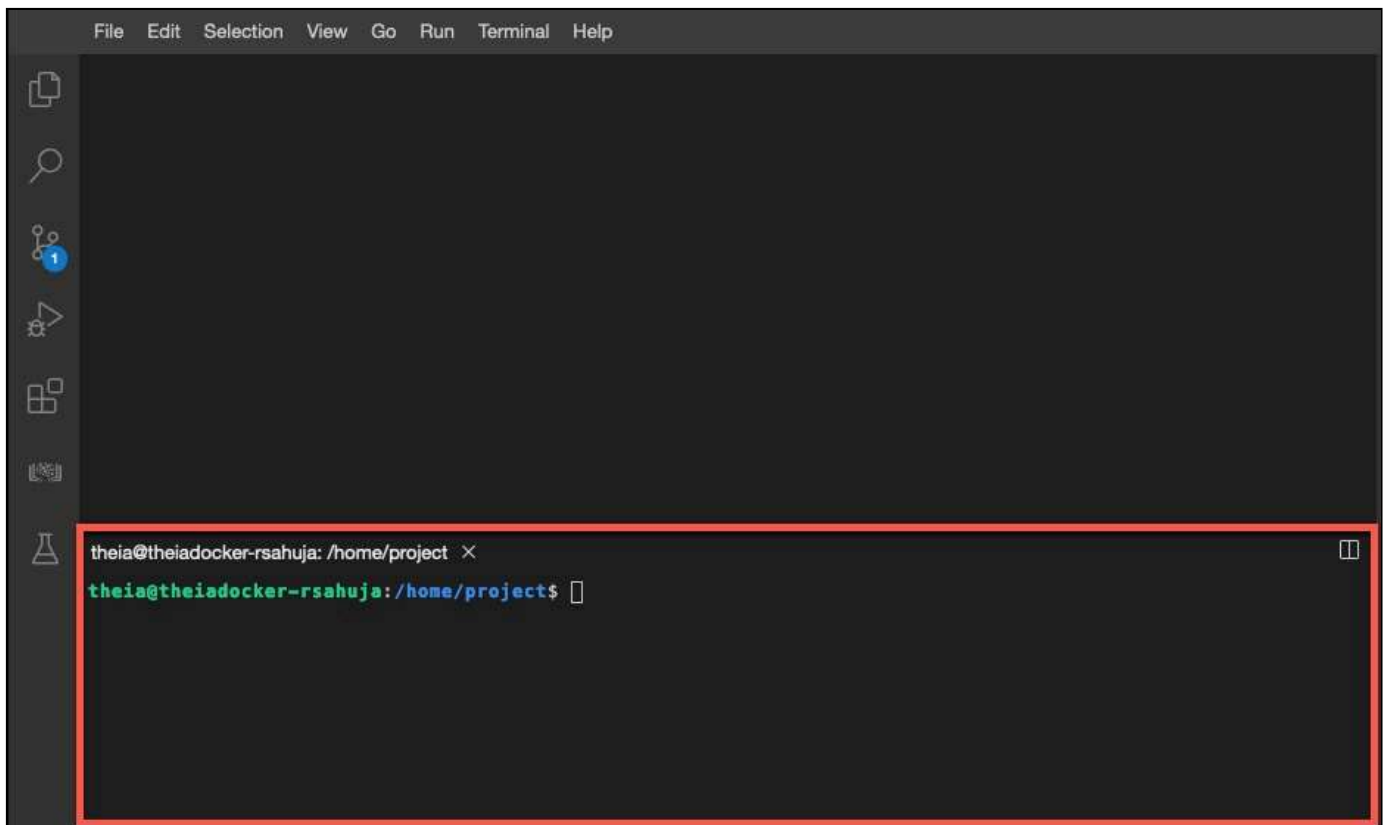 File Edit Selection View Go Run Terminal Help
1
theia@theiadocker-rsahuja: /home/project ×
theia@theiadocker-rsahuja:/home/project$